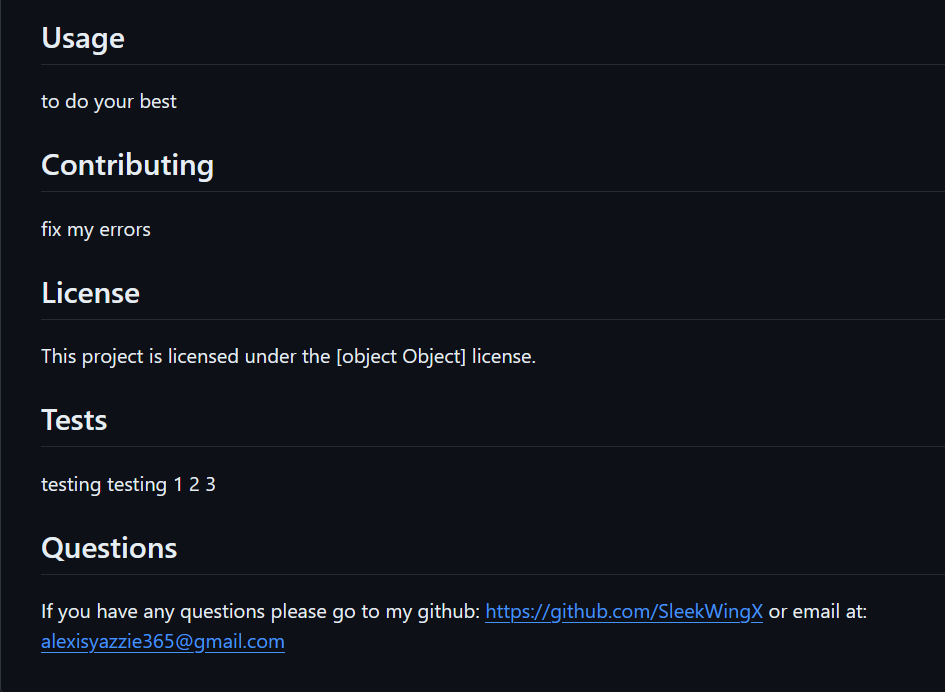 Usage
to do your best
Contributing
fix my errors
License
This project is licensed under the [object Object] license.
Tests
testing testing 1 2 3
Questions
If you have any questions please go to my github: https://github.com/SleekWingX or email at:
alexisyazzie365@gmail.com